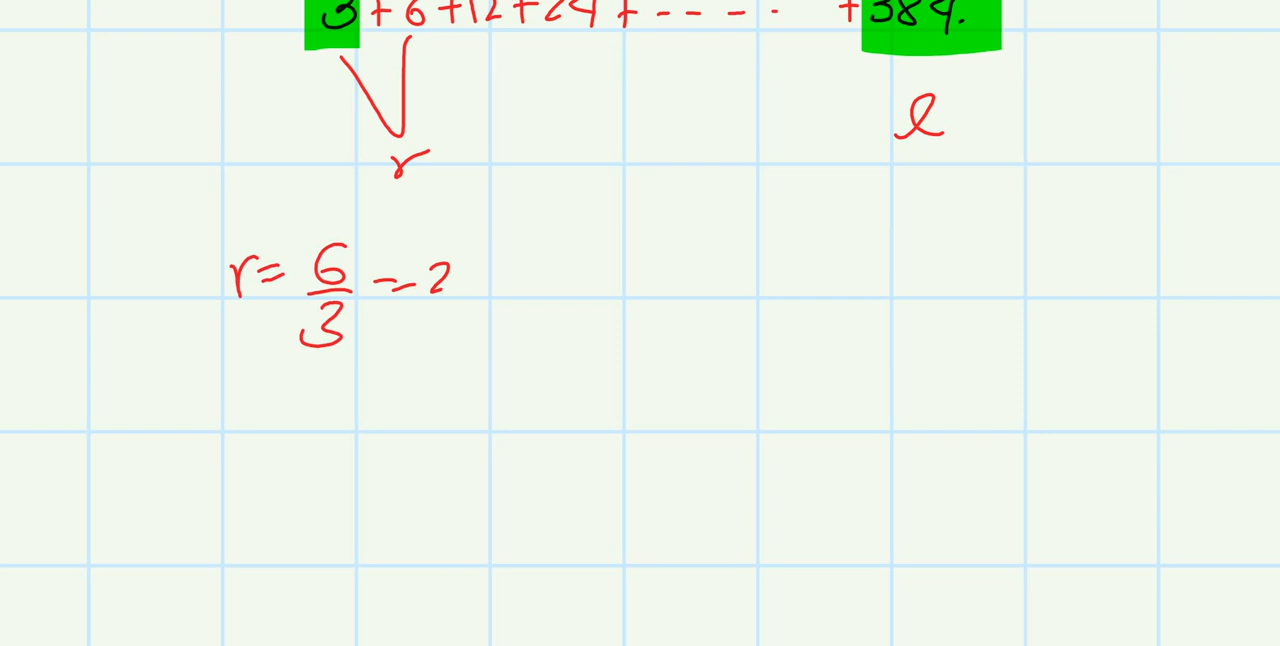 3 + 6 + 12 + 24 + - - - - . + 384.
l
r
r = 6/3 = 2